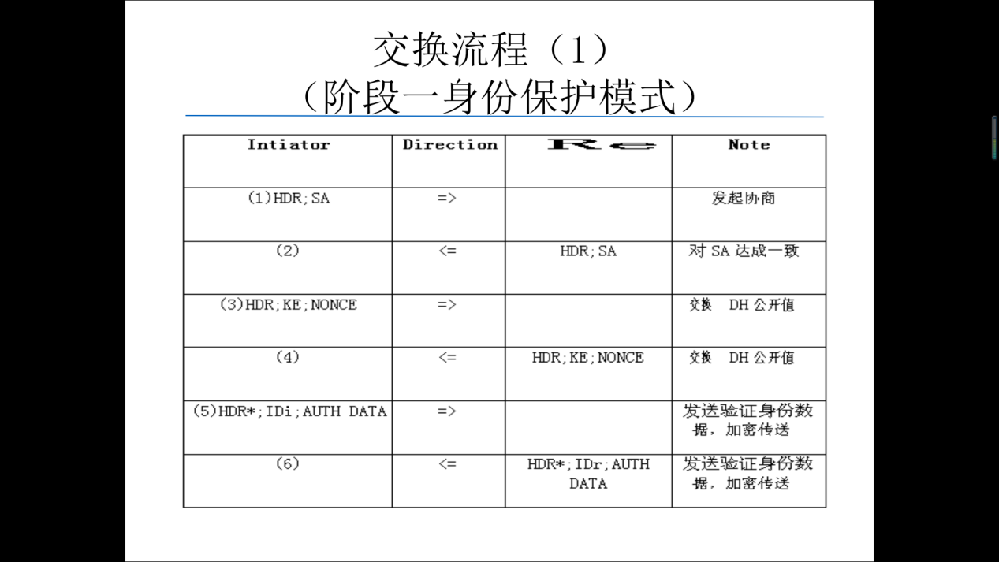 交换流程（1）
（阶段一身份保护模式）
Intiator Direction Re Note
(1)HDR;SA => 发起协商
(2) <= HDR;SA 对 SA 达成一致
(3)HDR;KE;NONCE => 交换 DH 公开值
(4) <= HDR;KE;NONCE 交换 DH 公开值
(5)HDR*;IDi;AUTH DATA => 发送验证身份数
据，加密传送
(6) <= HDR*;IDr;AUTH 发送验证身份数
DATA 据，加密传送